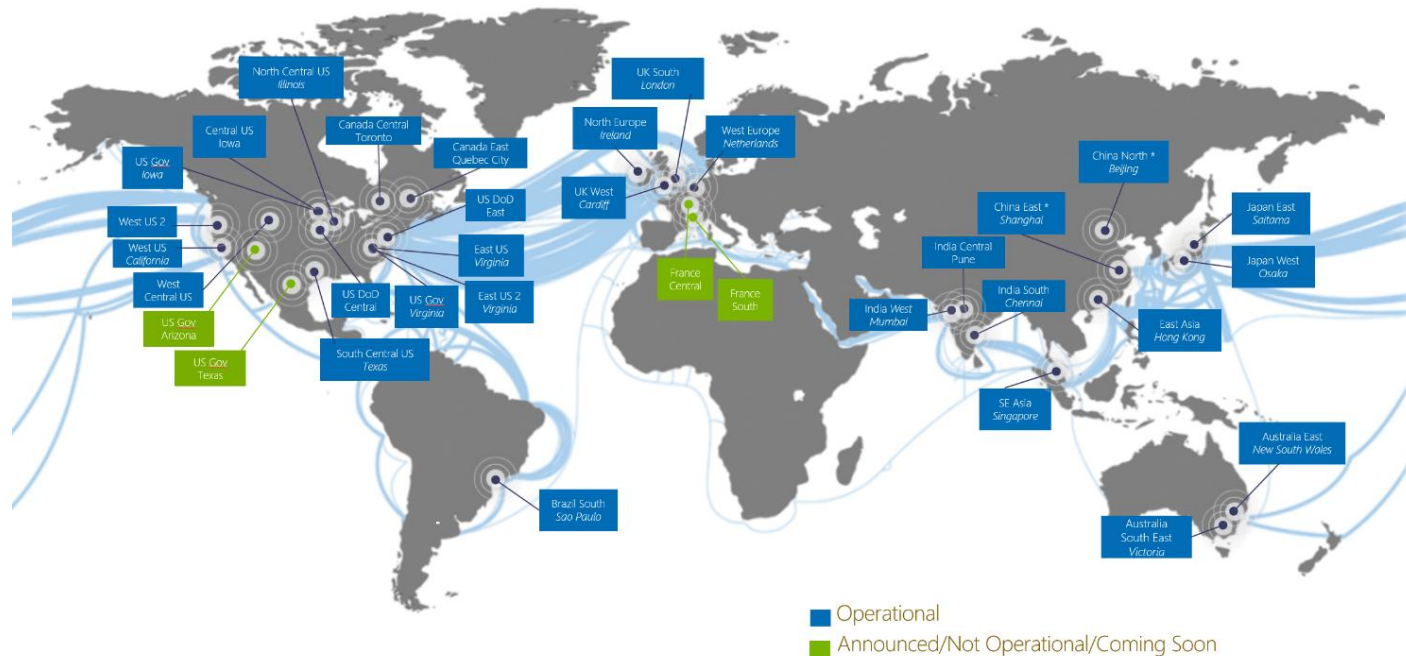 North Central US
Illinois
Central US
Iowa
US Gov
Iowa
West US 2
West US
California
West
Central US
US Gov
Arizona
US Gov
Texas
Canada Central
Toronto
Canada East
Quebec City
US DoD
East
East US
Virginia
East US 2
Virginia
US Gov
Virginia
US DoD
Central
South Central US
Texas
Brazil South
Sao Paulo
UK South
London
North Europe
Ireland
West Europe
Netherlands
UK West
Cardiff
France
Central
France
South
China North *
Beijing
China East *
Shanghai
Japan East
Saitama
Japan West
Osaka
India Central
Pune
India South
Chennai
India West
Mumbai
East Asia
Hong Kong
SE Asia
Singapore
Australia East
New South Wales
Australia
South East
Victoria
Operational
Announced/Not Operational/Coming Soon